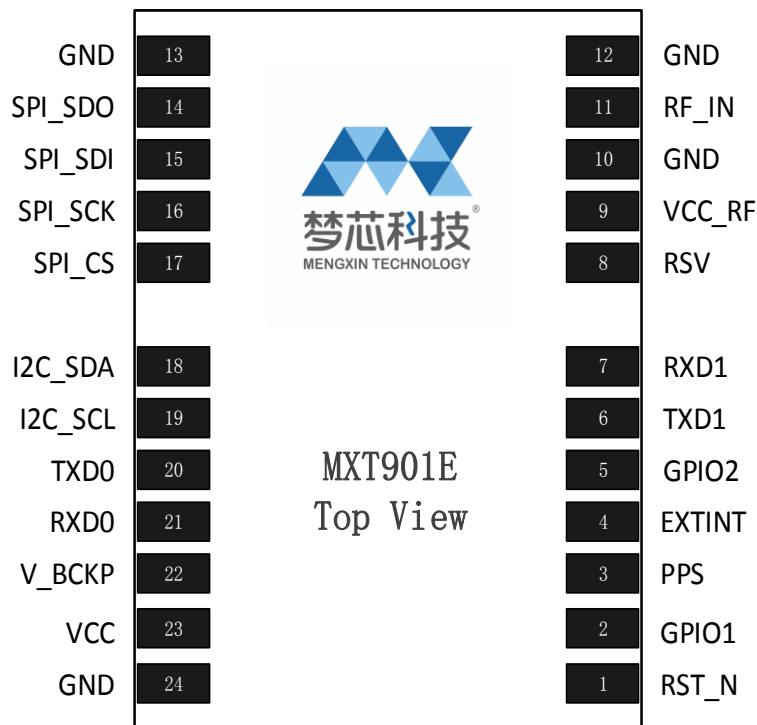 GND 13 12 GND
SPI_SDO 14 11 RF_IN
SPI_SDI 15 10 GND
SPI_SCK 16 9 VCC_RF
SPI_CS 17 8 RSV
梦芯科技®
MENGXIN TECHNOLOGY
I2C_SDA 18 7 RXD1
I2C_SCL 19 6 TXD1
TXD0 20 5 GPIO2
RXD0 21 4 EXTINT
V_BCKP 22 3 PPS
VCC 23 2 GPIO1
GND 24 1 RST_N
MXT901E
Top View